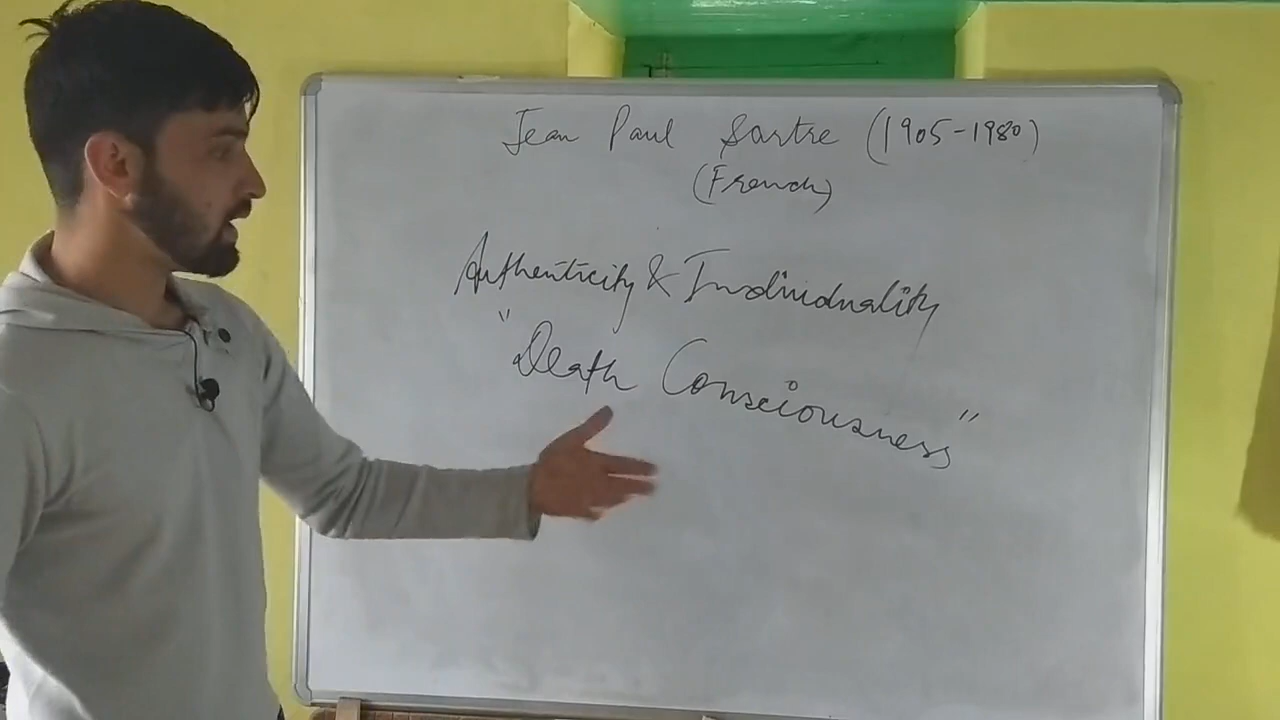 Jean Paul Sartre (1905-1980)
(French)
Authenticity & Individuality
"Death Consciousness"